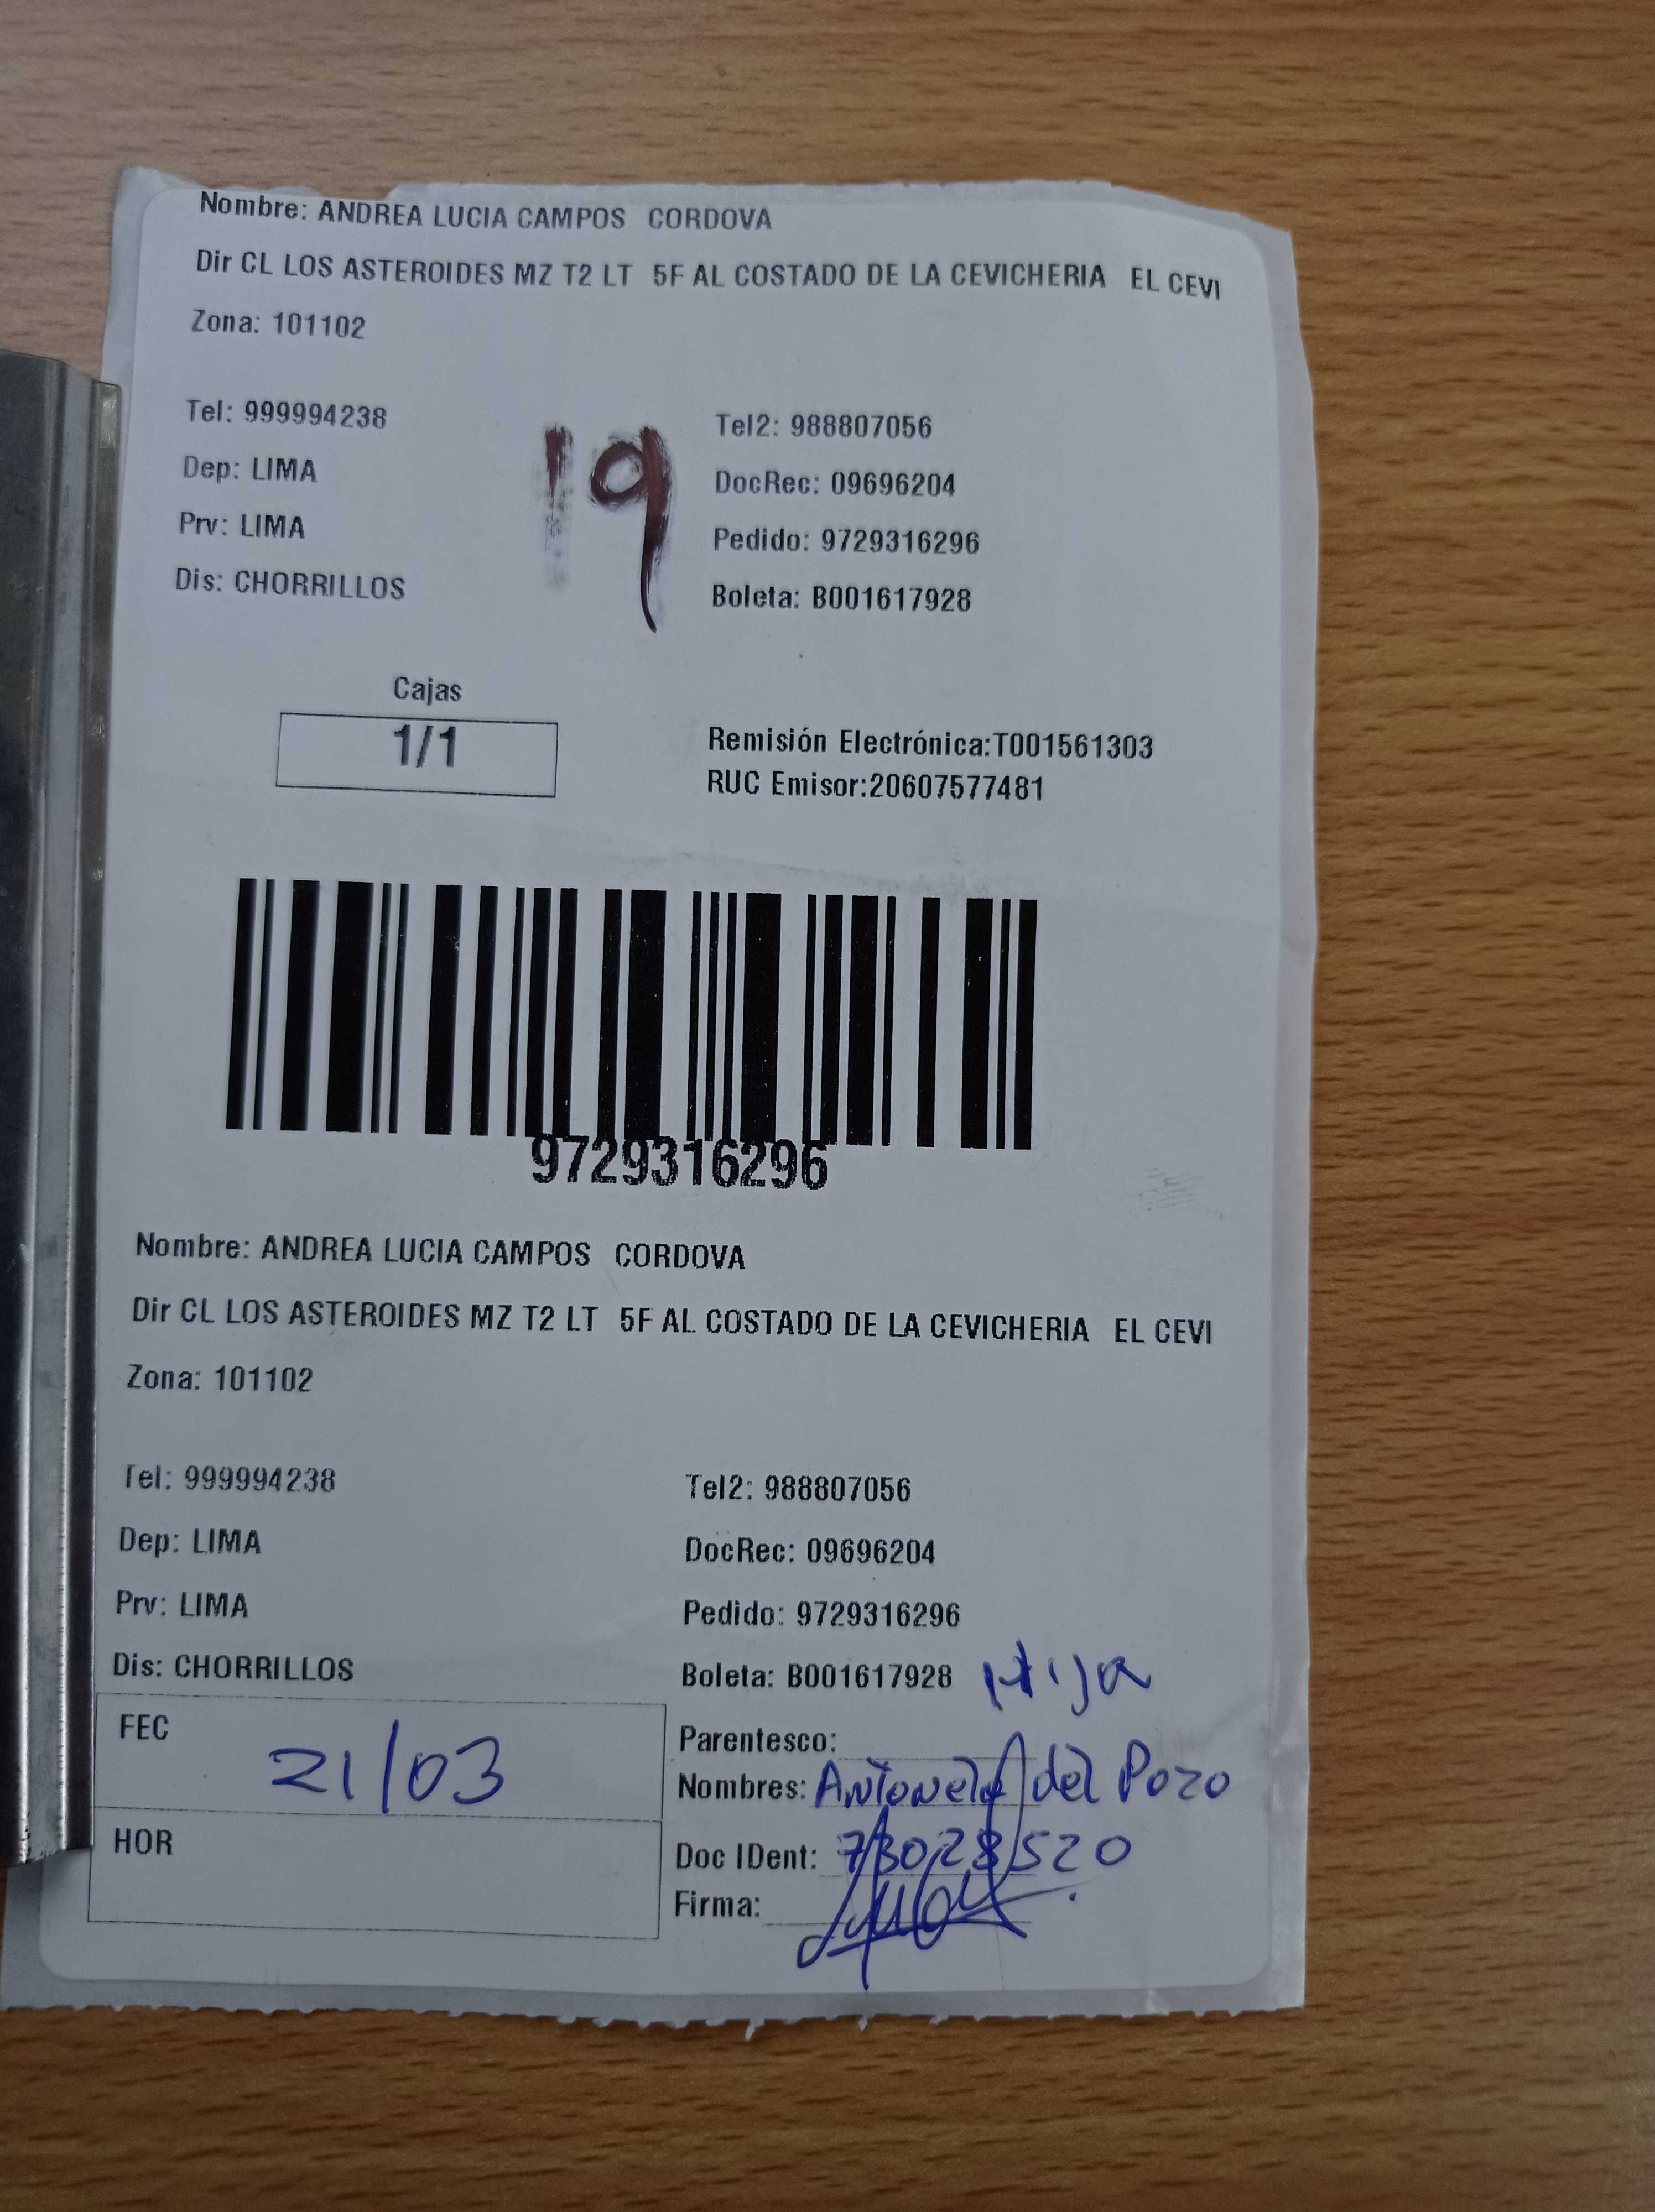 Nombre: ANDREA LUCIA CAMPOS CORDOVA
Dir CL LOS ASTEROIDES MZ T2 LT 5F AL COSTADO DE LA CEVICHERIA EL CEVI
Zona: 101102
Tel: 999994238 Tel2: 988807056
19
Dep: LIMA DocRec: 09696204
Prv: LIMA Pedido: 9729316296
Dis: CHORRILLOS Boleta: B001617928
Cajas
1/1
Remisión Electrónica:T001561303
RUC Emisor:20607577481
9729316296
Nombre: ANDREA LUCIA CAMPOS CORDOVA
Dir CL LOS ASTEROIDES MZ T2 LT 5F AL COSTADO DE LA CEVICHERIA EL CEVI
Zona: 101102
Tel: 999994238 Tel2: 988807056
Dep: LIMA DocRec: 09696204
Prv: LIMA Pedido: 9729316296
Dis: CHORRILLOS Boleta: B001617928
Hija
FEC 21/03 Parentesco:
Nombres: Antonela del Pozo
HOR Doc IDent: 73028520
Firma: